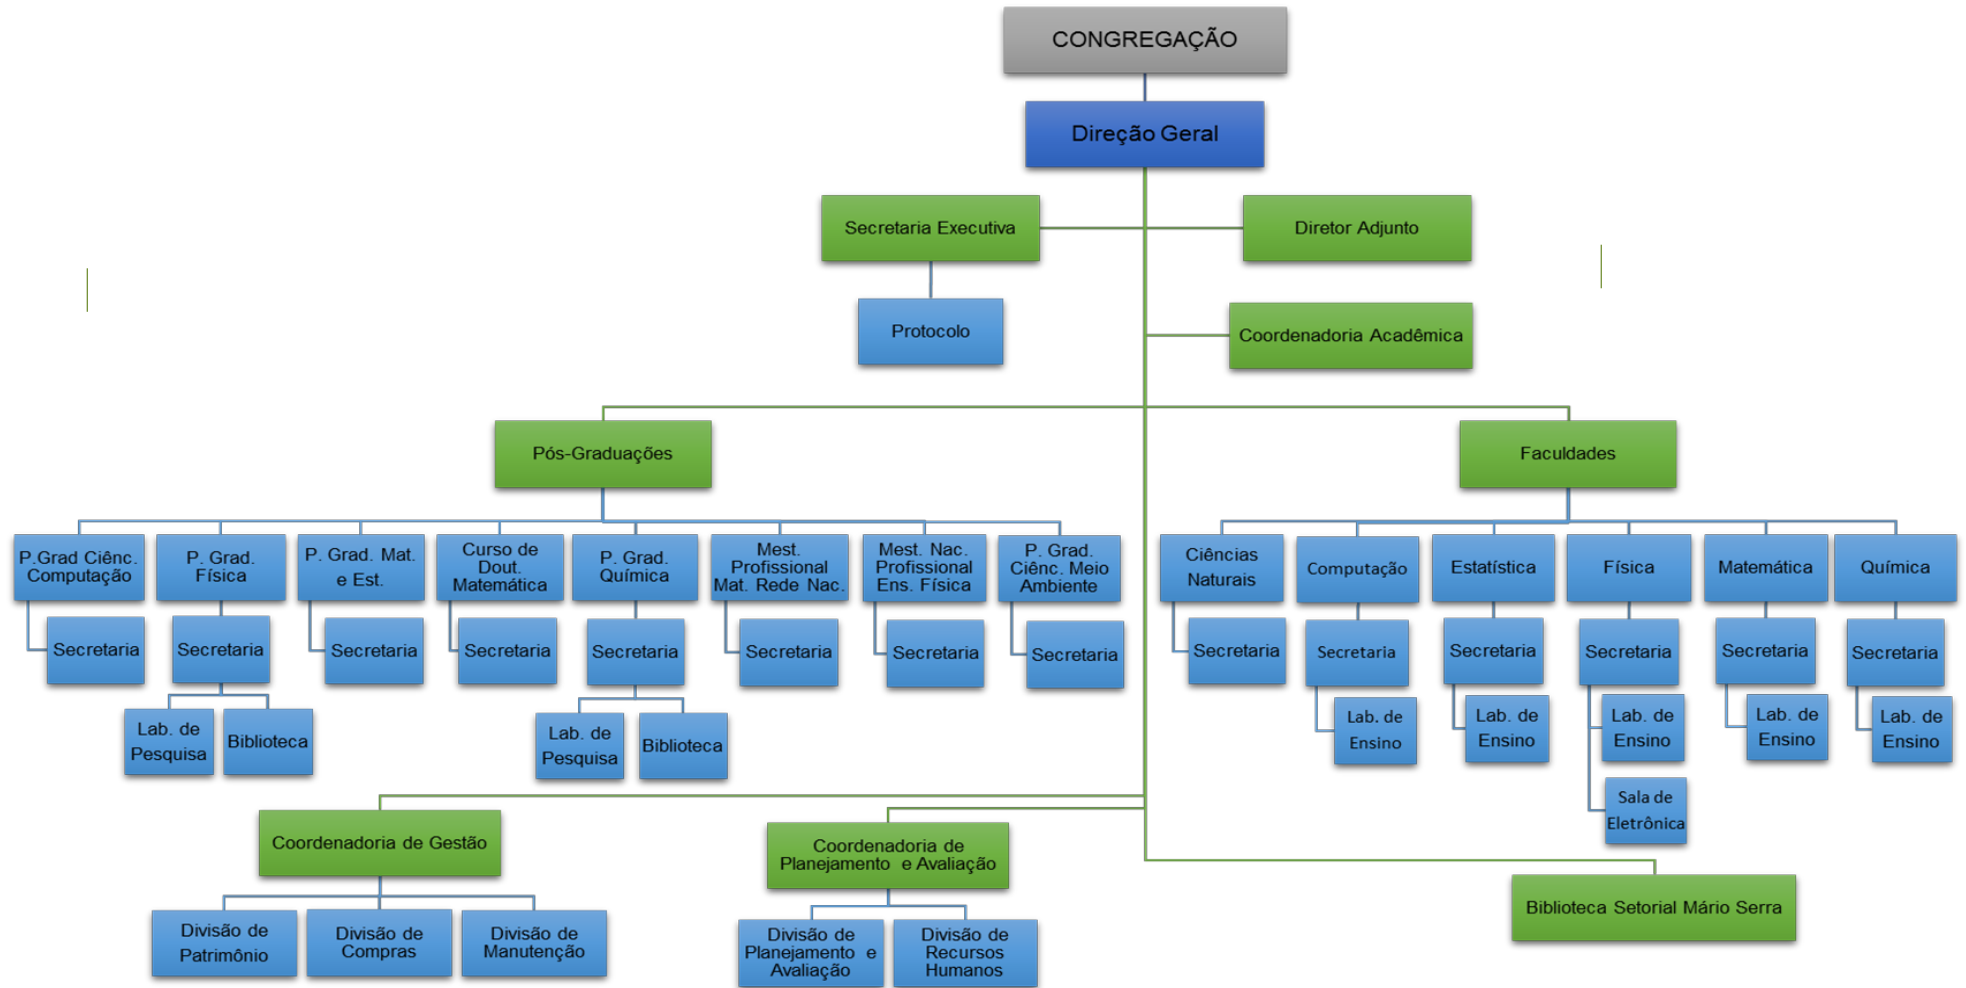 CONGREGAÇÃO
Direção Geral
Secretaria Executiva
Diretor Adjunto
Protocolo
Coordenadoria Acadêmica
Pós-Graduações
Faculdades
P.Grad Ciênc.
Computação
P. Grad.
Física
P. Grad. Mat.
e Est.
Curso de
Dout.
Matemática
P. Grad.
Química
Mest.
Profissional
Mat. Rede Nac.
Mest. Nac.
Profissional
Ens. Física
P. Grad.
Ciênc. Meio
Ambiente
Ciências
Naturais
Computação
Estatística
Física
Matemática
Química
Secretaria
Secretaria
Secretaria
Secretaria
Secretaria
Secretaria
Secretaria
Secretaria
Secretaria
Secretaria
Secretaria
Secretaria
Secretaria
Secretaria
Lab. de
Pesquisa
Biblioteca
Lab. de
Pesquisa
Biblioteca
Lab. de
Ensino
Lab. de
Ensino
Lab. de
Ensino
Lab. de
Ensino
Lab. de
Ensino
Sala de
Eletrônica
Coordenadoria de Gestão
Coordenadoria de
Planejamento e Avaliação
Biblioteca Setorial Mário Serra
Divisão de
Patrimônio
Divisão de
Compras
Divisão de
Manutenção
Divisão de
Planejamento e
Avaliação
Divisão de
Recursos
Humanos